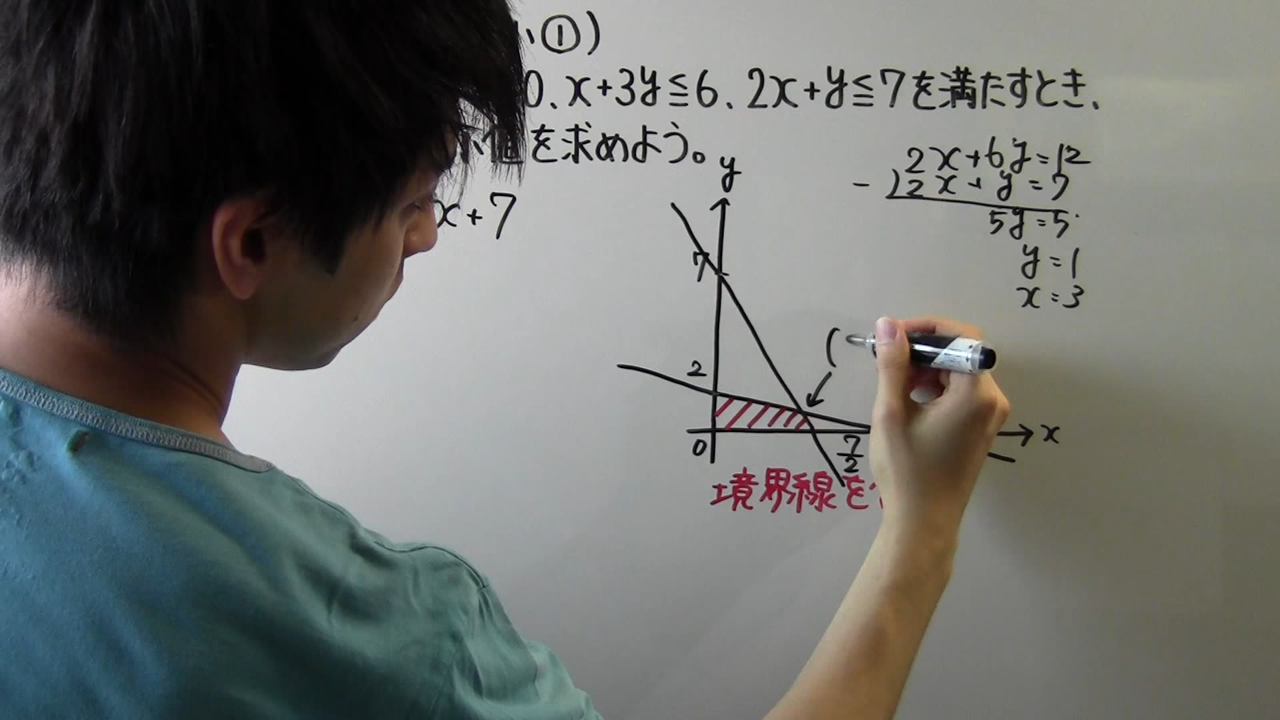 ①)
0、x+3y≦6、2x+y≦7を満たすとき、
値を求めよう。
x+7
2x+6y=12
-)2x+y=7
5y=5
y=1
x=3
y
7
2
0
7/2
x
(
境界線を